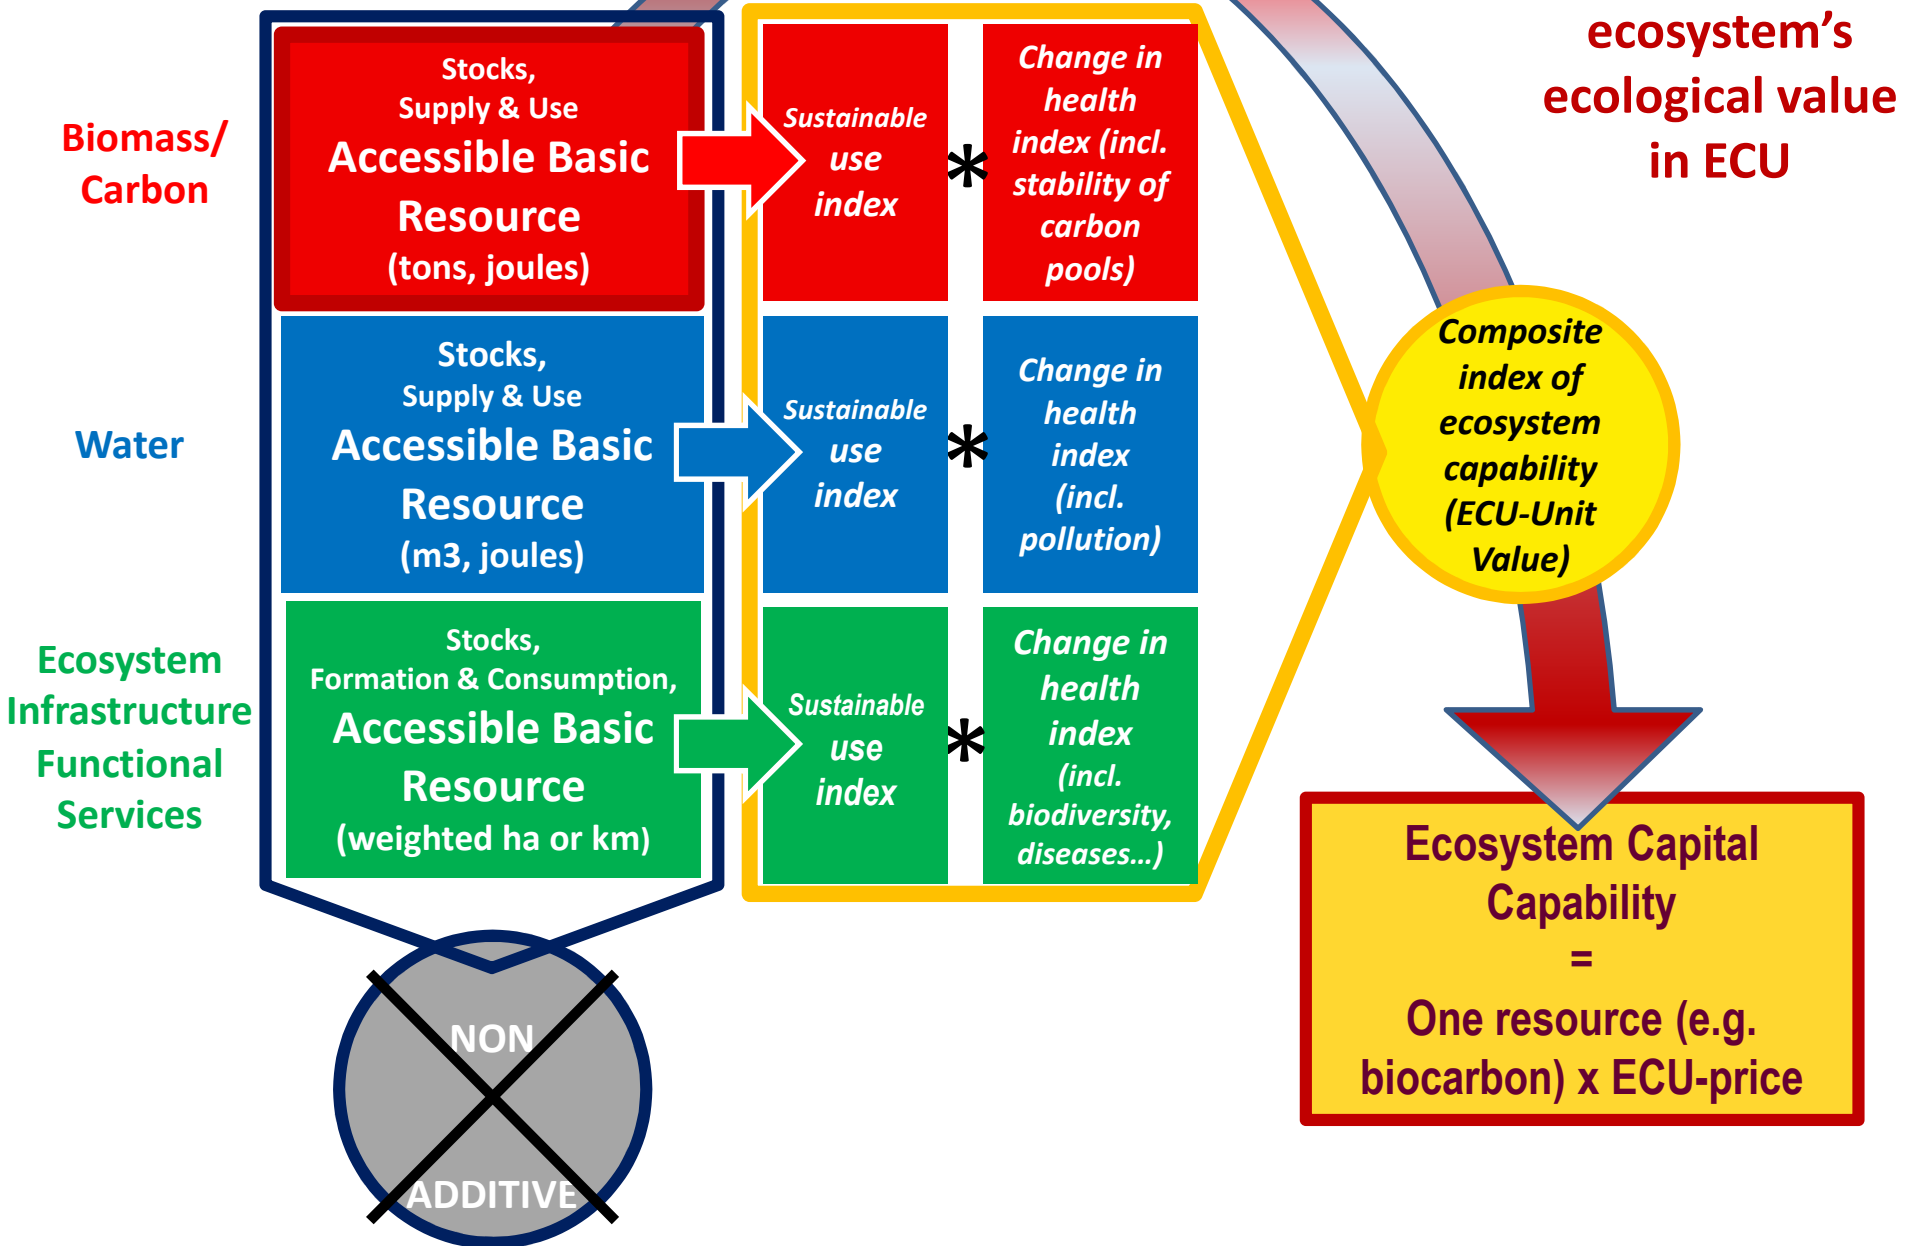 ecosystem's
ecological value
in ECU
Biomass/
Carbon
Stocks,
Supply & Use
Accessible Basic
Resource
(tons, joules)
Sustainable
use
index
*
Change in
health
index (incl.
stability of
carbon
pools)
Water
Stocks,
Supply & Use
Accessible Basic
Resource
(m3, joules)
Sustainable
use
index
*
Change in
health
index
(incl.
pollution)
Ecosystem
Infrastructure
Functional
Services
Stocks,
Formation & Consumption,
Accessible Basic
Resource
(weighted ha or km)
Sustainable
use
index
*
Change in
health
index
(incl.
biodiversity,
diseases...)
Composite
index of
ecosystem
capability
(ECU-Unit
Value)
Ecosystem Capital
Capability
=
One resource (e.g.
biocarbon) x ECU-price
NON
ADDITIVE